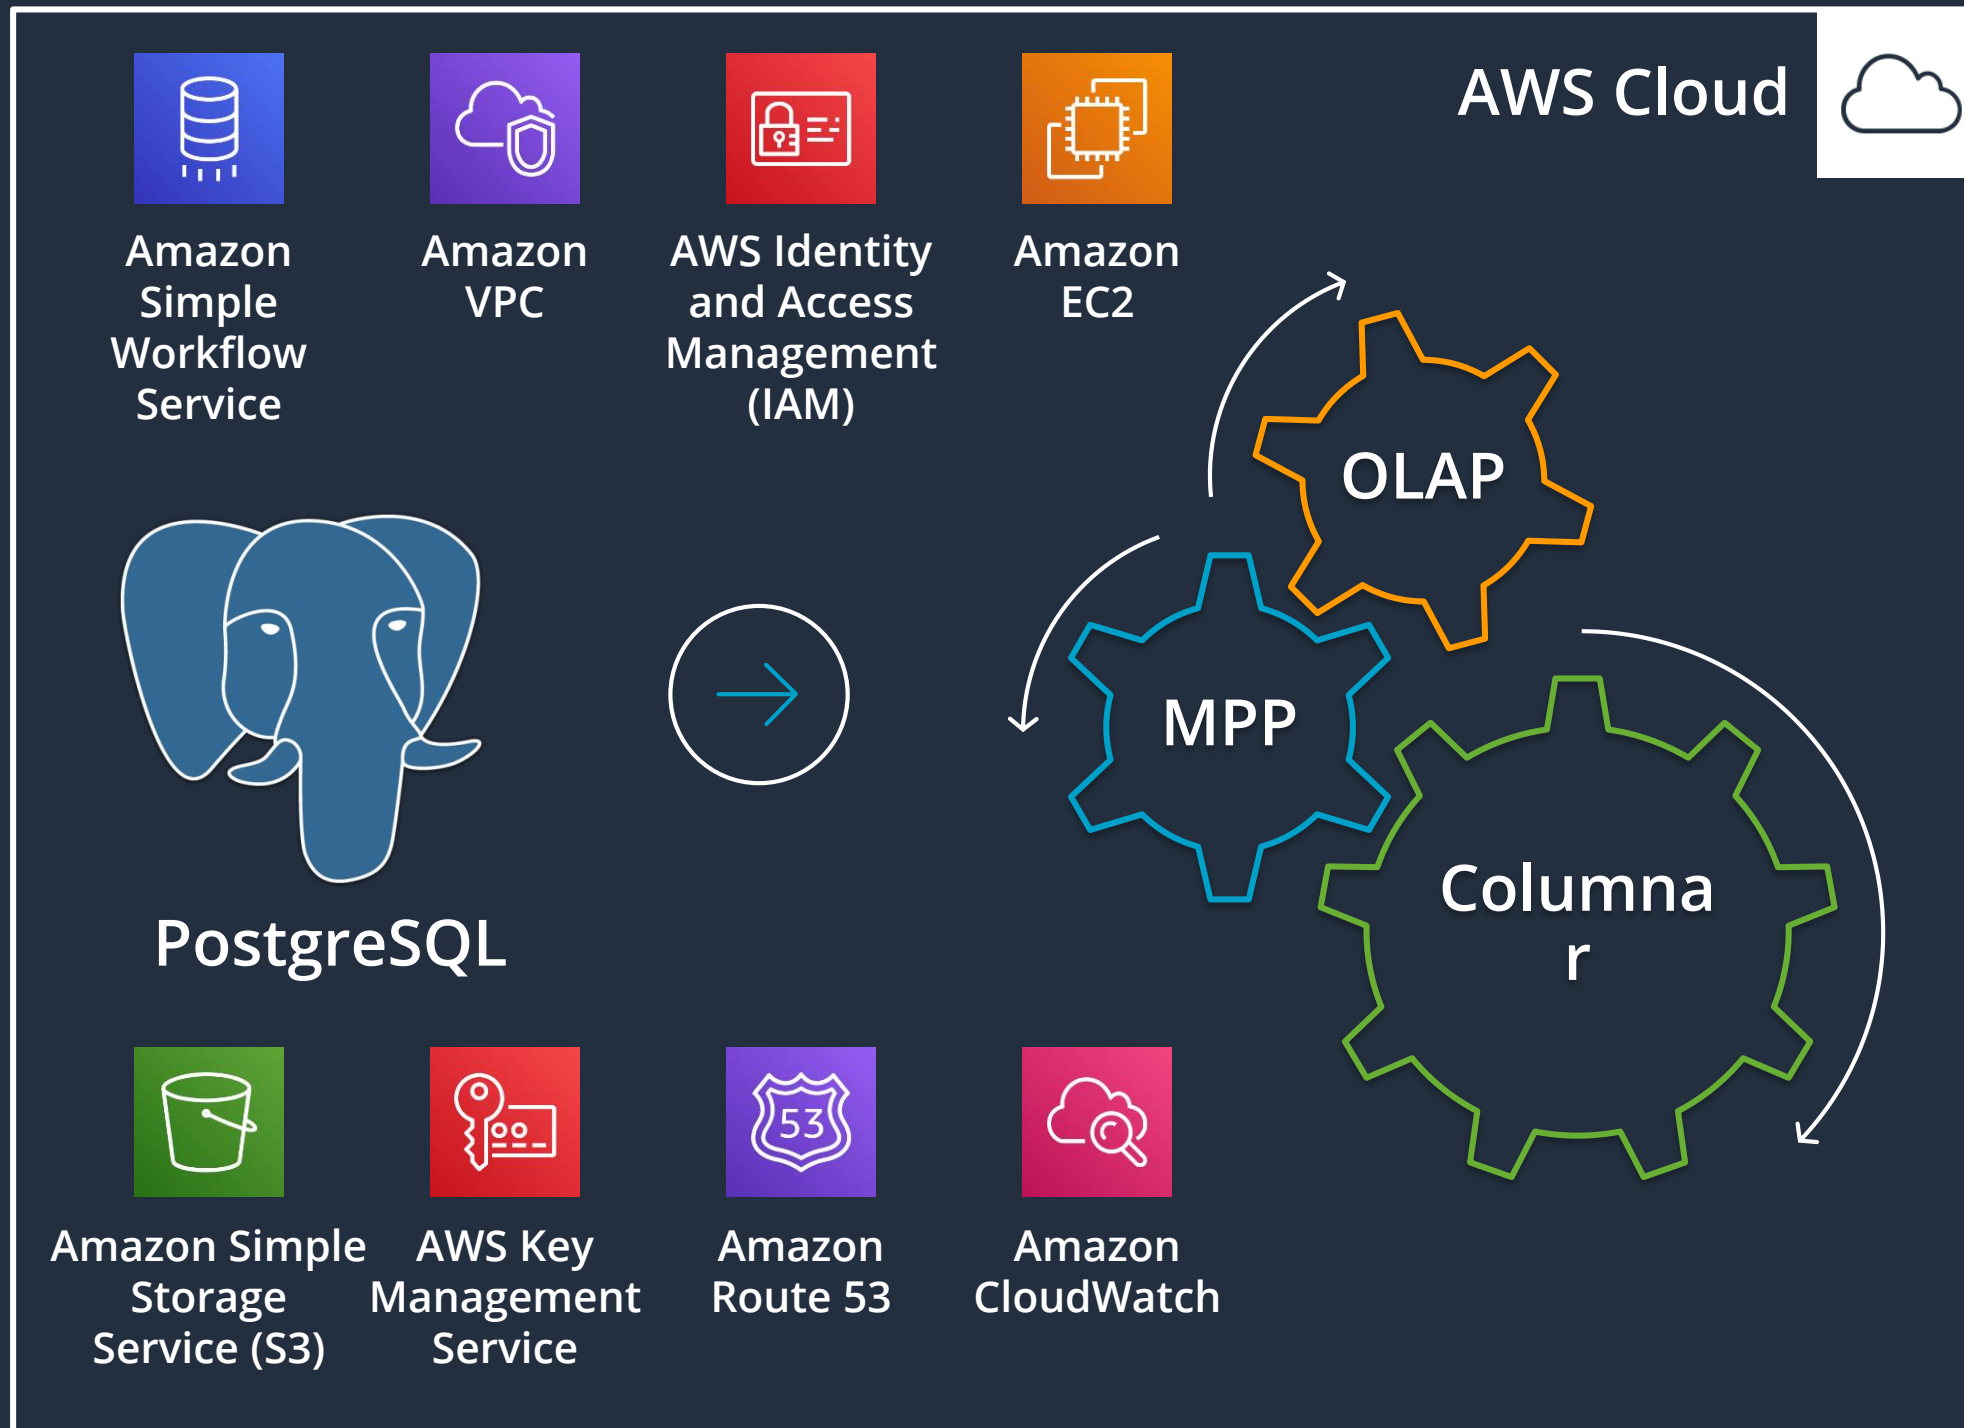 AWS Cloud
Amazon
Simple
Workflow
Service
Amazon
VPC
AWS Identity
and Access
Management
(IAM)
Amazon
EC2
OLAP
MPP
Columna
r
PostgreSQL
Amazon Simple
Storage
Service (S3)
AWS Key
Management
Service
53
Amazon
Route 53
Amazon
CloudWatch